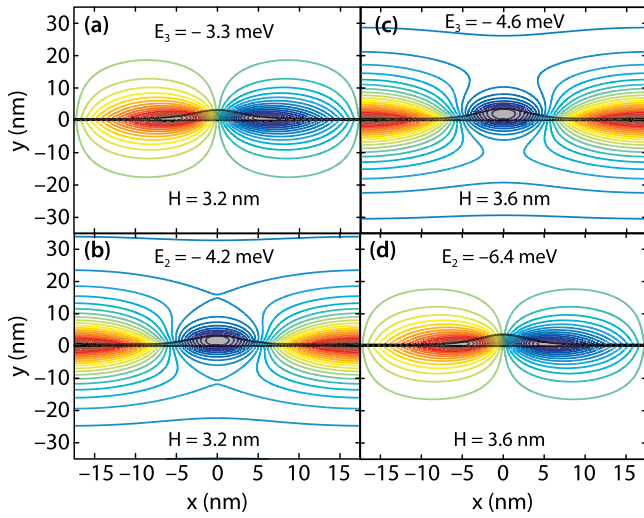 (a)
E3 = – 3.3 meV
H = 3.2 nm
(c)
E3 = – 4.6 meV
H = 3.6 nm
y (nm)
30
20
10
0
−10
−20
−30
(b)
E2 = – 4.2 meV
H = 3.2 nm
(d)
E2 = –6.4 meV
H = 3.6 nm
y (nm)
30
20
10
0
−10
−20
−30
−15 −10 −5 0 5 10 15
−15 −10 −5 0 5 10 15
x (nm)
x (nm)